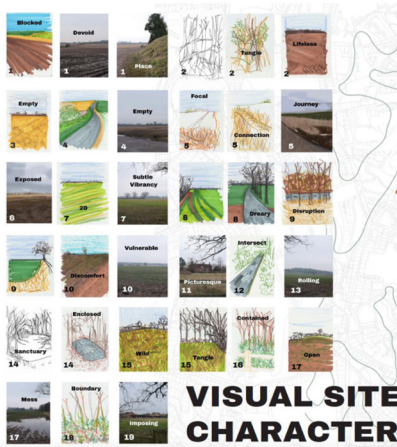 Blocked
1
Devoid
1
Place
1
2
Tangle
2
Lifeless
2
Empty
3
4
Empty
4
Focal
5
Connection
5
Journey
5
Exposed
6
2D
7
Subtle
Vibrancy
7
8
Dreary
8
Disruption
9
9
Discomfort
10
Vulnerable
10
Picturesque
11
Intersect
12
Rolling
13
Sanctuary
14
Enclosed
14
Wild
15
Tangle
15
Contained
16
Open
17
Moss
17
Boundary
18
Imposing
19
VISUAL SITE
CHARACTER